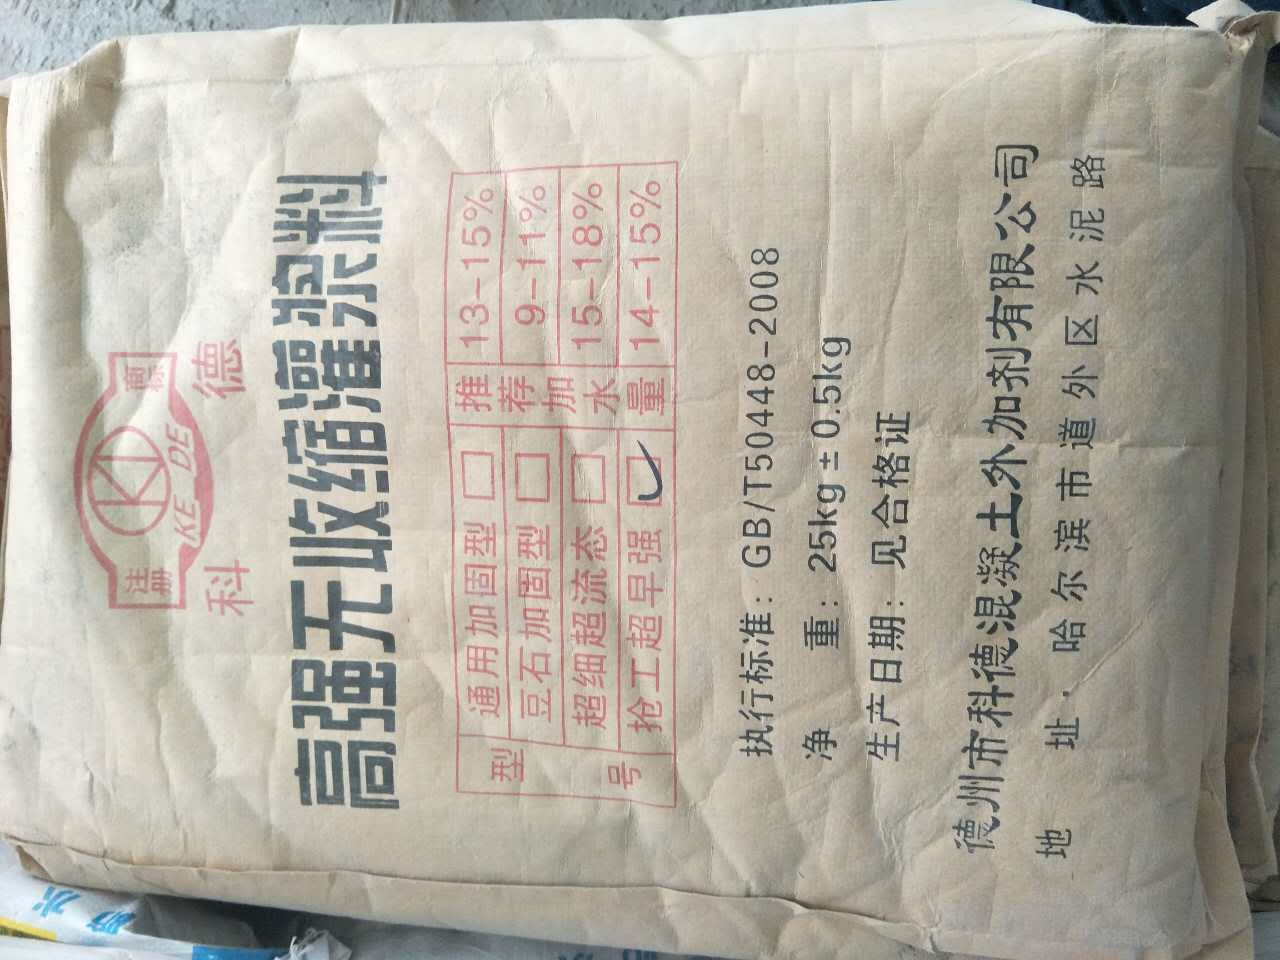 注册 KE DE 商标
科 德
高强无收缩灌浆料
型号 通用加固型 □ 推荐加水量 13-15%
豆石加固型 □ 9-11%
超细超流态 □ 15-18%
抢工超早强 ☑ 14-15%
执行标准: GB/T50448-2008
净 重: 25kg±0.5kg
生产日期: 见合格证
德州市科德混凝土外加剂有限公司
地 址. 哈尔滨市道外区水泥路